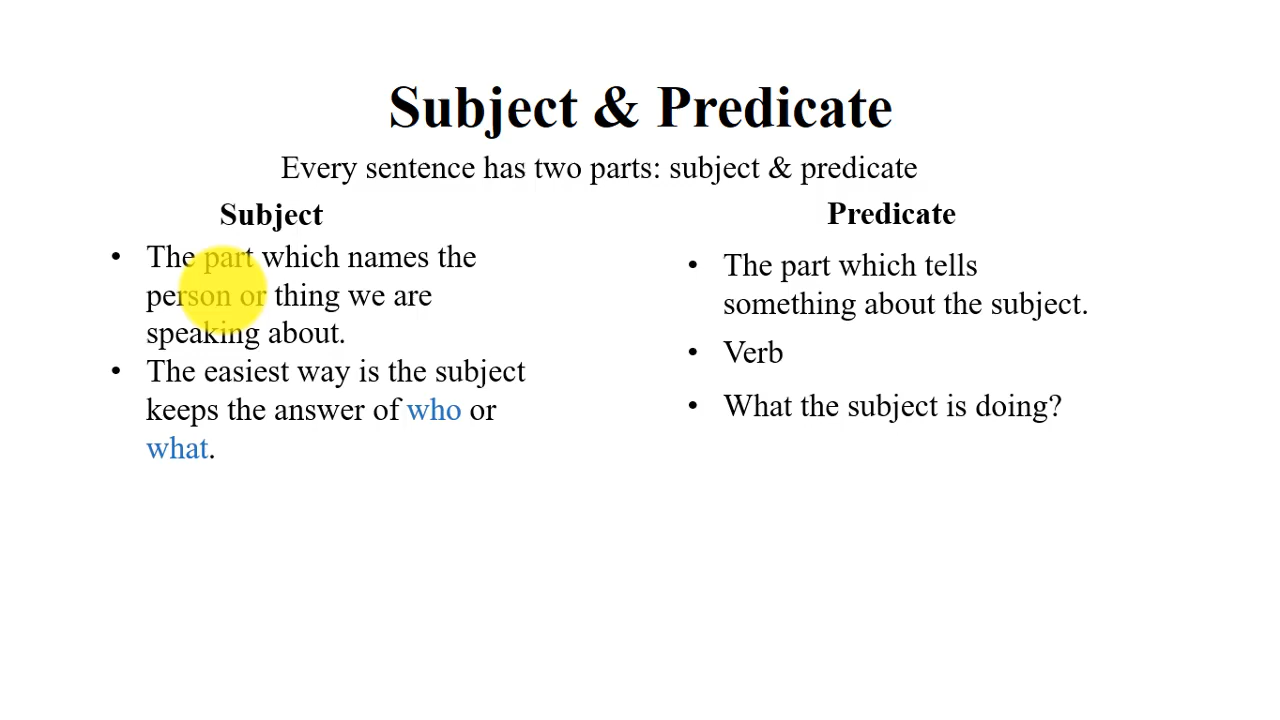 Subject & Predicate
Every sentence has two parts: subject & predicate
Subject
• The part which names the
person or thing we are
speaking about.
• The easiest way is the subject
keeps the answer of who or
what.
Predicate
• The part which tells
something about the subject.
• Verb
• What the subject is doing?